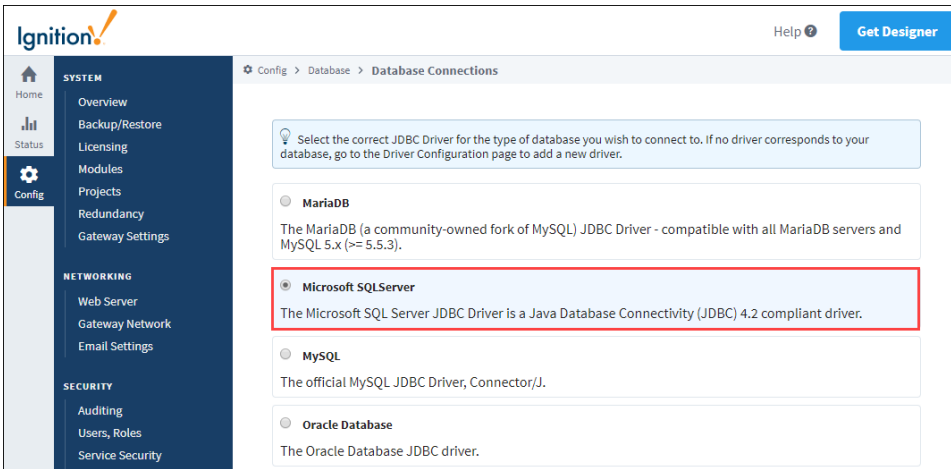 Ignition!
Help ?
Get Designer
Home
Status
Config
SYSTEM
Overview
Backup/Restore
Licensing
Modules
Projects
Redundancy
Gateway Settings
NETWORKING
Web Server
Gateway Network
Email Settings
SECURITY
Auditing
Users, Roles
Service Security
Config > Database > Database Connections
Select the correct JDBC Driver for the type of database you wish to connect to. If no driver corresponds to your
database, go to the Driver Configuration page to add a new driver.
MariaDB
The MariaDB (a community-owned fork of MySQL) JDBC Driver - compatible with all MariaDB servers and
MySQL 5.x (>= 5.5.3).
Microsoft SQLServer
The Microsoft SQL Server JDBC Driver is a Java Database Connectivity (JDBC) 4.2 compliant driver.
MySQL
The official MySQL JDBC Driver, Connector/J.
Oracle Database
The Oracle Database JDBC driver.